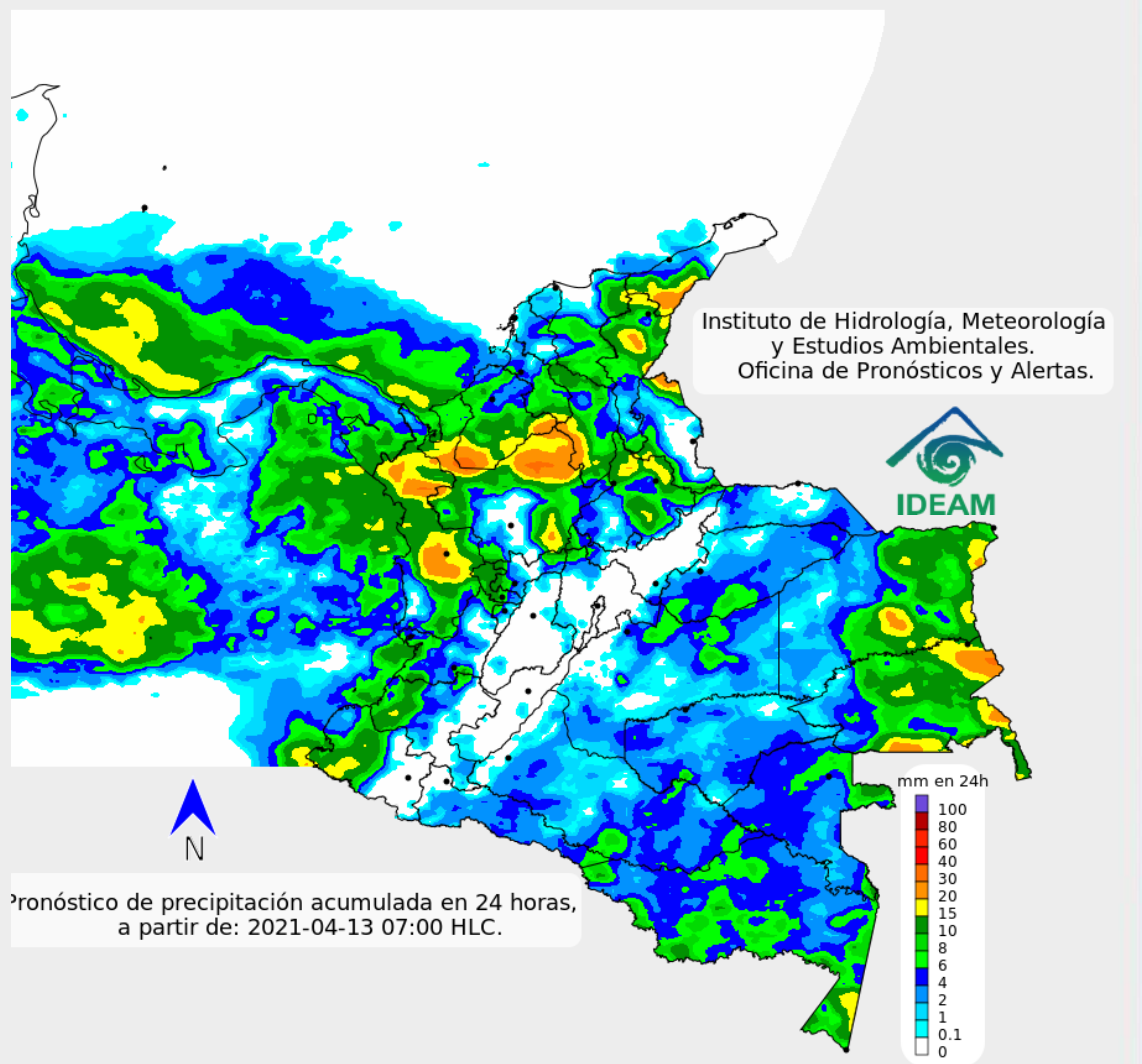 Instituto de Hidrología, Meteorología
y Estudios Ambientales.
Oficina de Pronósticos y Alertas.
IDEAM
N
Pronóstico de precipitación acumulada en 24 horas,
a partir de: 2021-04-13 07:00 HLC.
mm en 24h
100
80
60
40
30
20
15
10
8
6
4
2
1
0.1
0